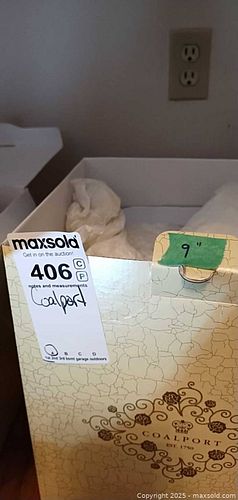 maxsold
Get in on the auction!
406
C
P
notes and measurements
Coalport
A B C D
9"
COALPORT
EST. 1750
Copyright 2025 - maxsold.com